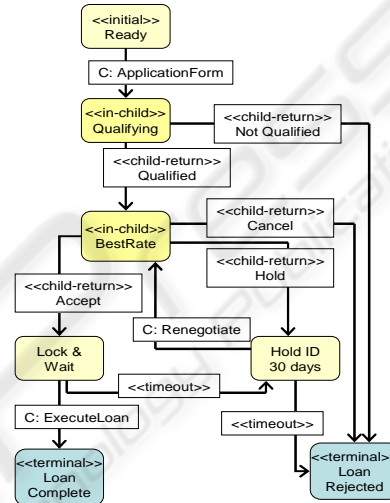 <<initial>>
Ready
C: ApplicationForm
<<in-child>>
Qualifying
<<child-return>>
Not Qualified
<<child-return>>
Qualified
<<in-child>>
BestRate
<<child-return>>
Cancel
<<child-return>>
Hold
<<child-return>>
Accept
C: Renegotiate
Lock &
Wait
Hold ID
30 days
<<timeout>>
C: ExecuteLoan
<<timeout>>
<<terminal>>
Loan
Complete
<<terminal>>
Loan
Rejected